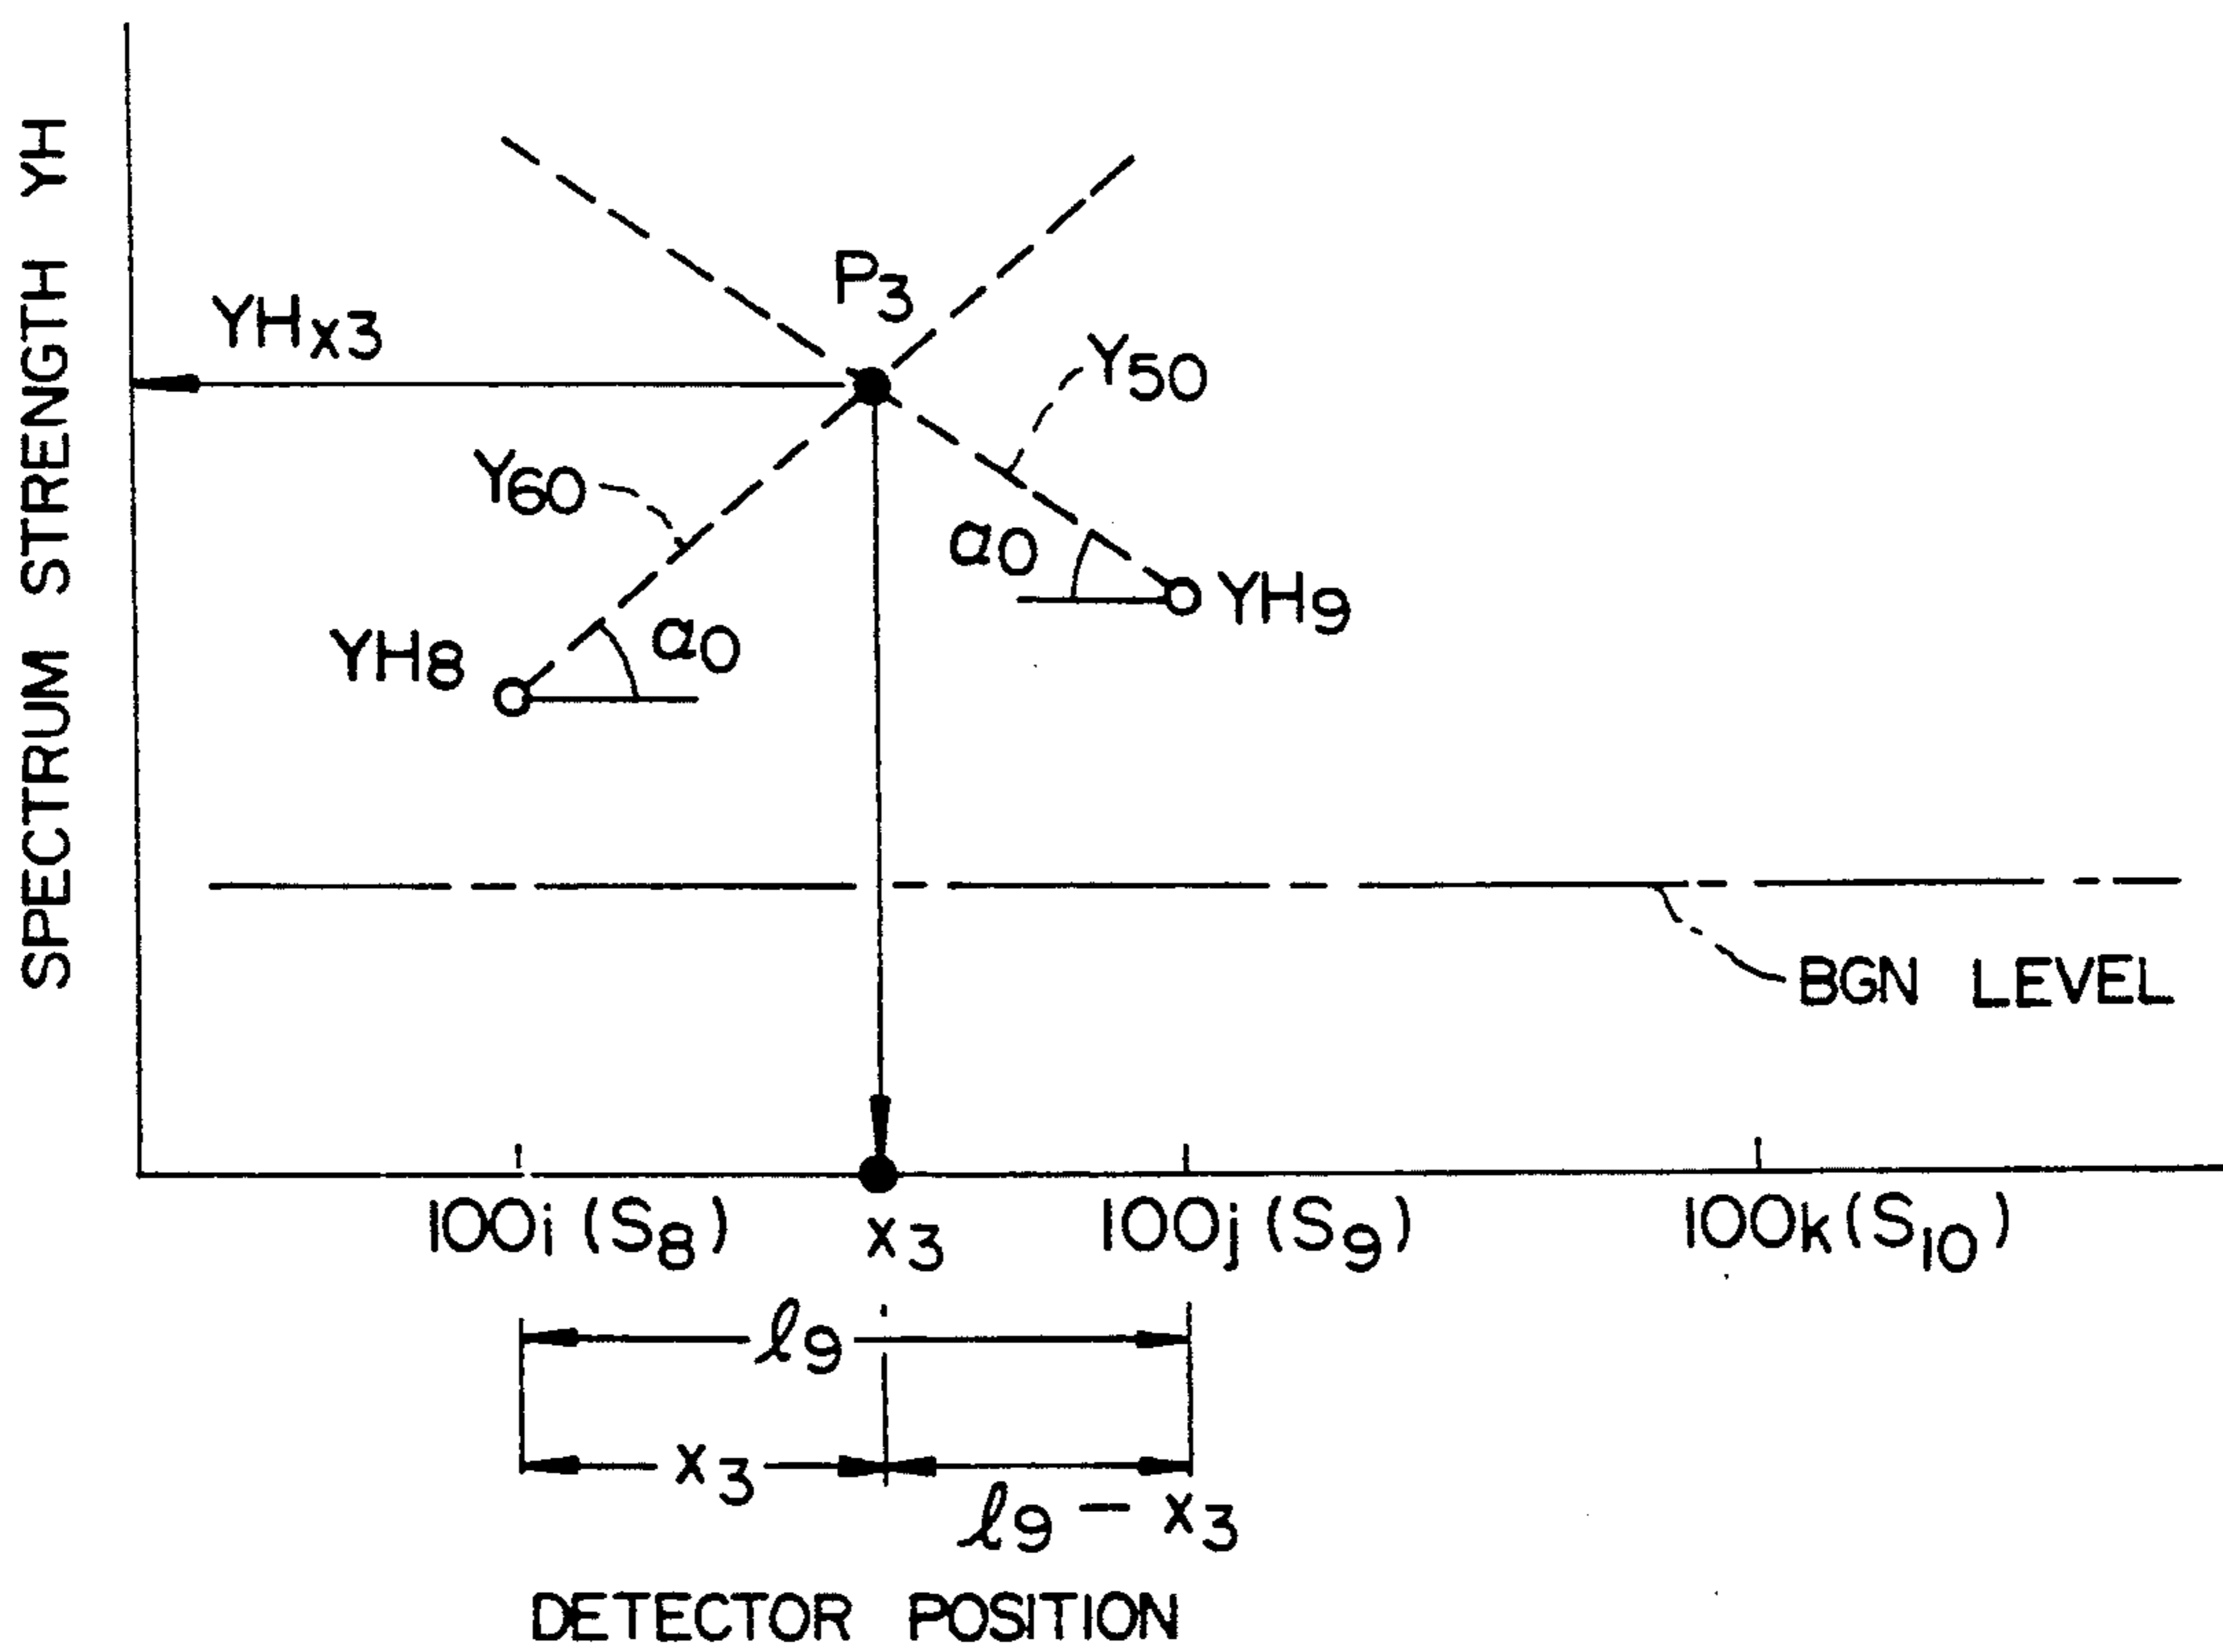 SPECTRUM STRENGTH YH
YHx3
P3
Y50
Y60
α0
YH9
YH8
α0
BGN LEVEL
100i (S8)
x3
100j (S9)
100k (S10)
ℓ9
x3
ℓ9 - x3
DETECTOR POSITION